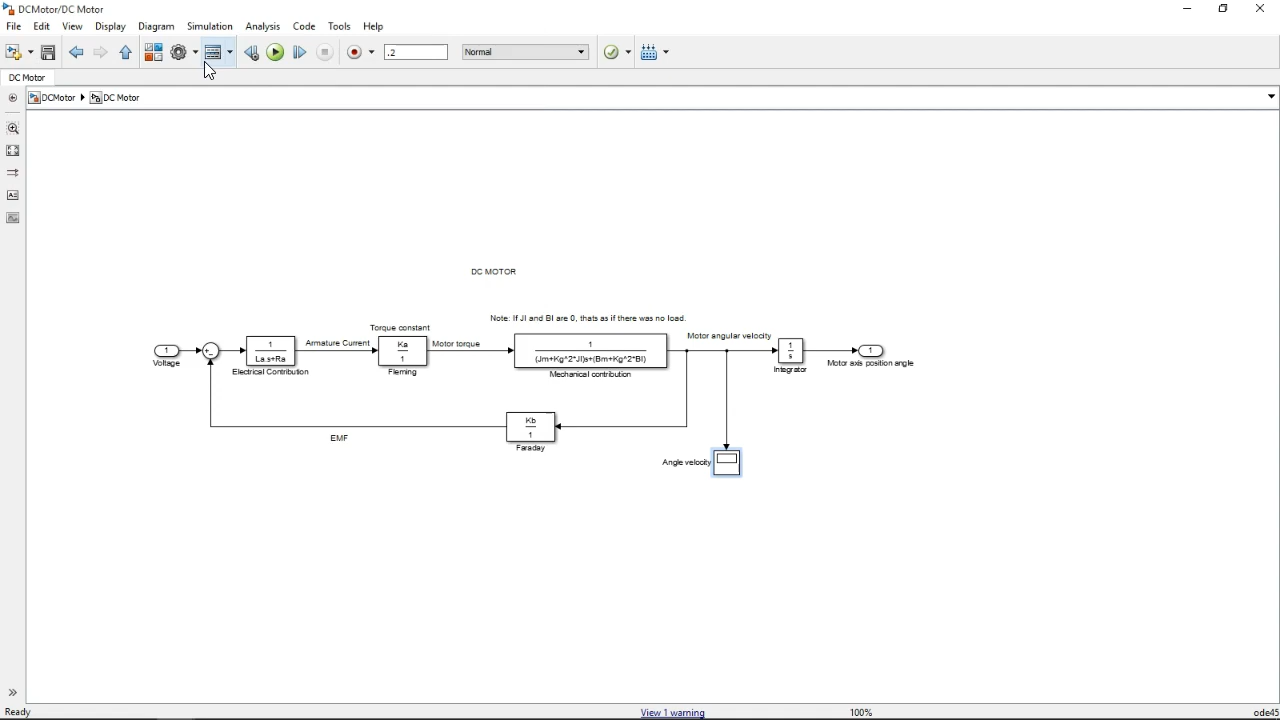 DCMotor/DC Motor
File Edit View Display Diagram Simulation Analysis Code Tools Help
.2 Normal
DC Motor
DCMotor DC Motor
DC MOTOR
Note: If Jl and Bl are 0, thats as if there was no load.
Torque constant
Motor angular velocity
1 Voltage
+
-
1
La.s+Ra
Electrical Contribution
Armature Current
Ka
1
Fleming
Motor torque
1
(Jm+Kg^2*Jl)s+(Bm+Kg^2*Bl)
Mechanical contribution
1
s
Integrator
1
Motor axis position angle
Kb
1
Faraday
EMF
Angle velocity
Ready View 1 warning 100% ode45